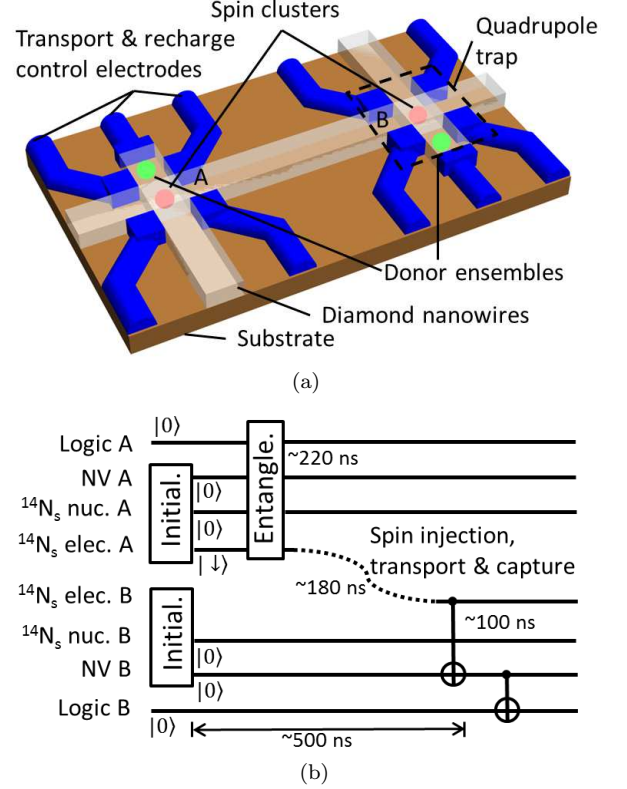 Spin clusters
Transport & recharge
control electrodes
Quadrupole
trap
B
A
Donor ensembles
Diamond nanowires
Substrate
(a)
|0⟩
Logic A
NV A
¹⁴Nₛ nuc. A
¹⁴Nₛ elec. A
Initial.
|0⟩
|0⟩
|↓⟩
Entangle.
~220 ns
Spin injection,
transport & capture
~180 ns
¹⁴Nₛ elec. B
¹⁴Nₛ nuc. B
NV B
Logic B
Initial.
|0⟩
|0⟩
|0⟩
~100 ns
~500 ns
(b)